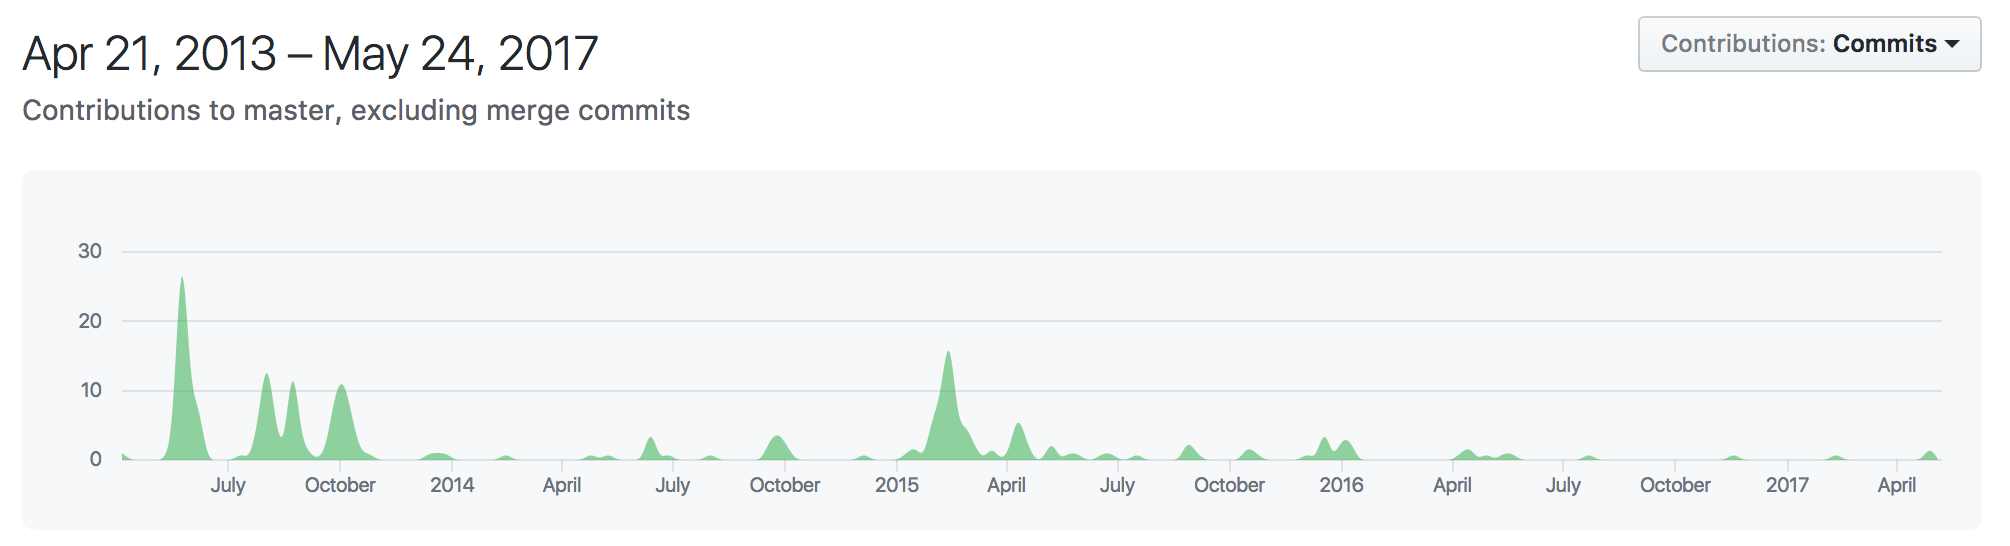 Apr 21, 2013 – May 24, 2017
Contributions: Commits
Contributions to master, excluding merge commits
30
20
10
0
July October 2014 April July October 2015 April July October 2016 April July October 2017 April